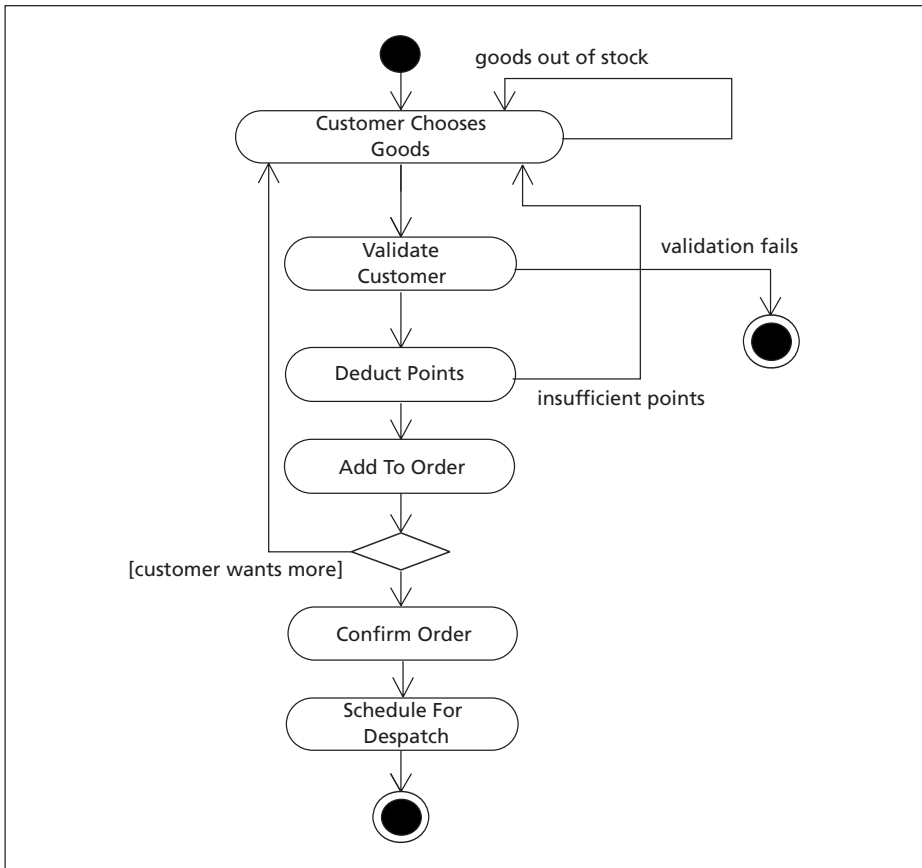 goods out of stock
Customer Chooses
Goods
Validate
Customer
validation fails
Deduct Points
insufficient points
Add To Order
[customer wants more]
Confirm Order
Schedule For
Despatch